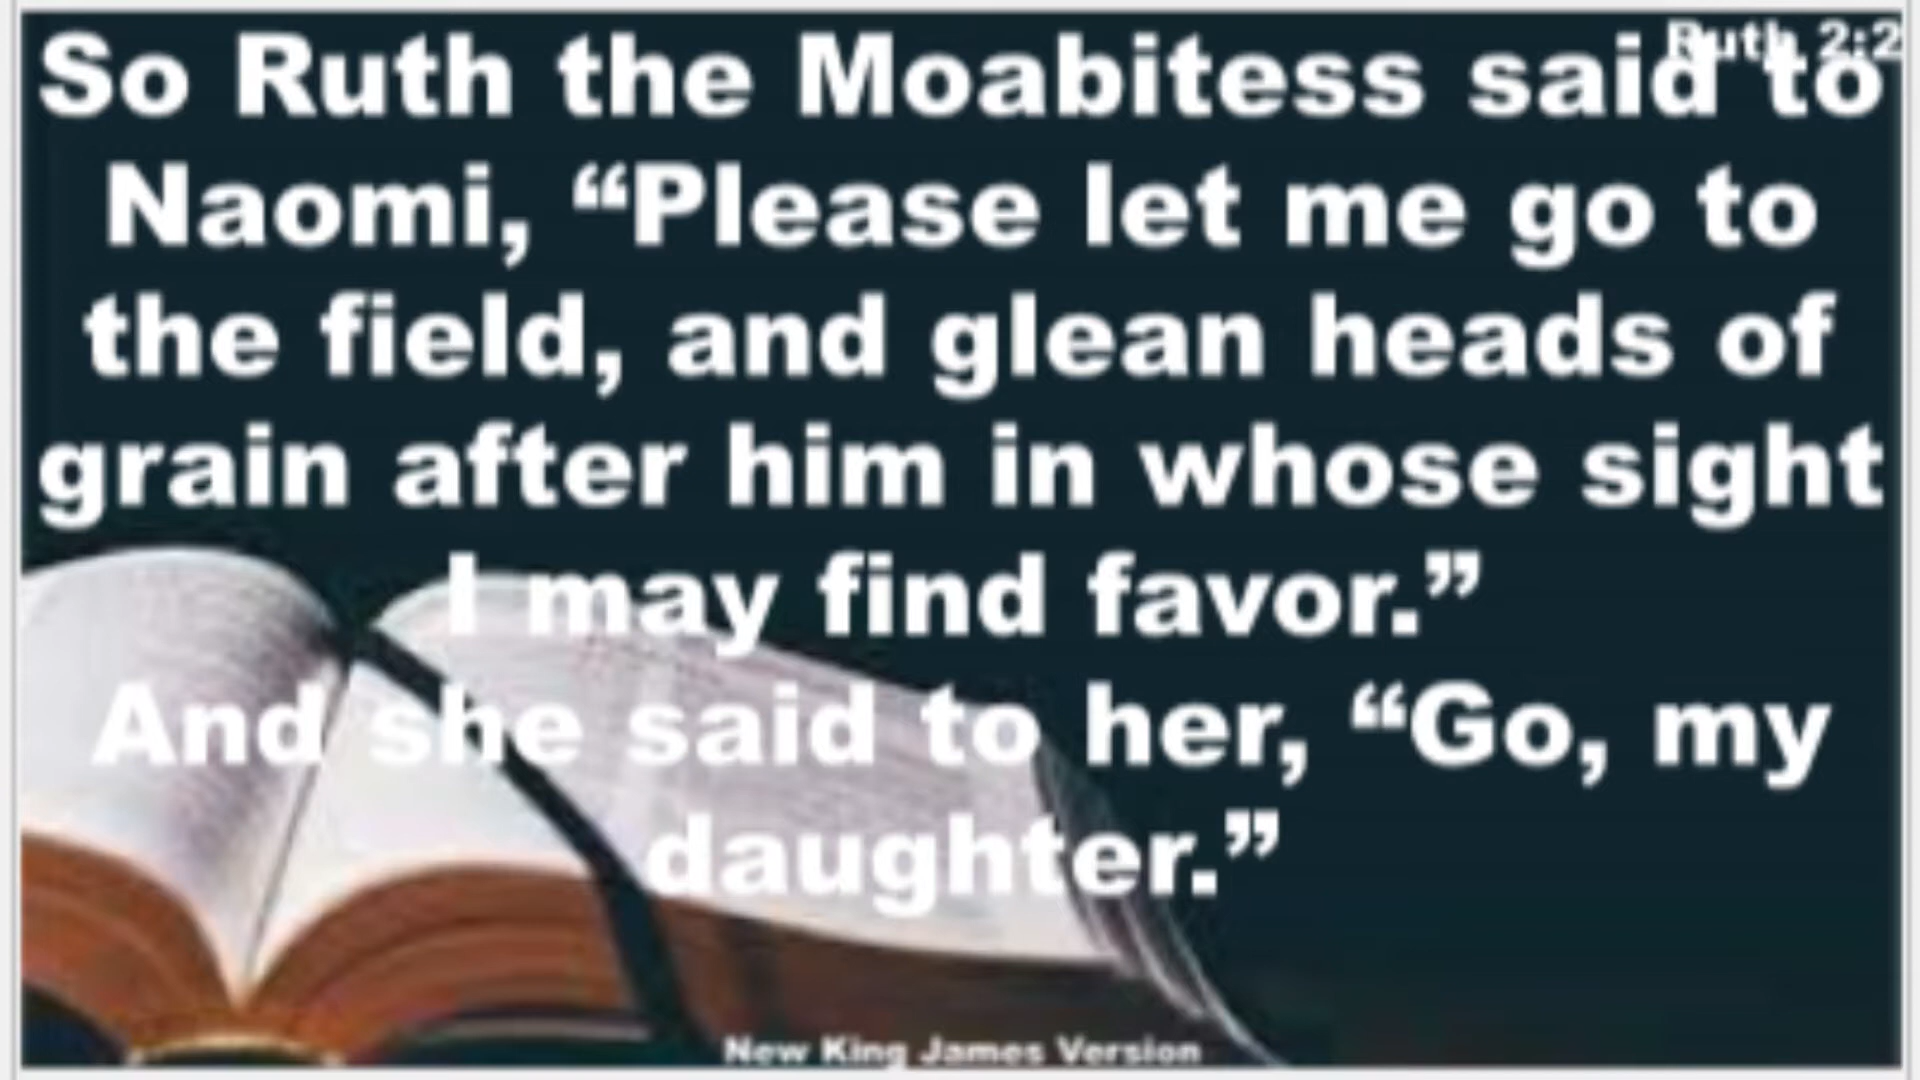 Ruth 2:2
So Ruth the Moabitess said to
Naomi, “Please let me go to
the field, and glean heads of
grain after him in whose sight
I may find favor.”
And she said to her, “Go, my
daughter.”
New King James Version